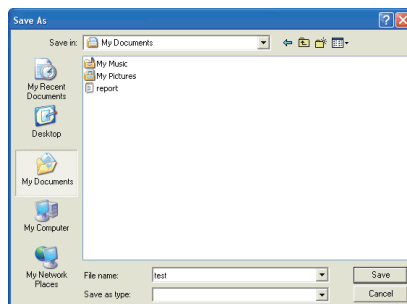 Save As
Save in: My Documents
My Music
My Pictures
report
My Recent
Documents
Desktop
My Documents
My Computer
My Network
Places
File name: test Save
Save as type: Cancel